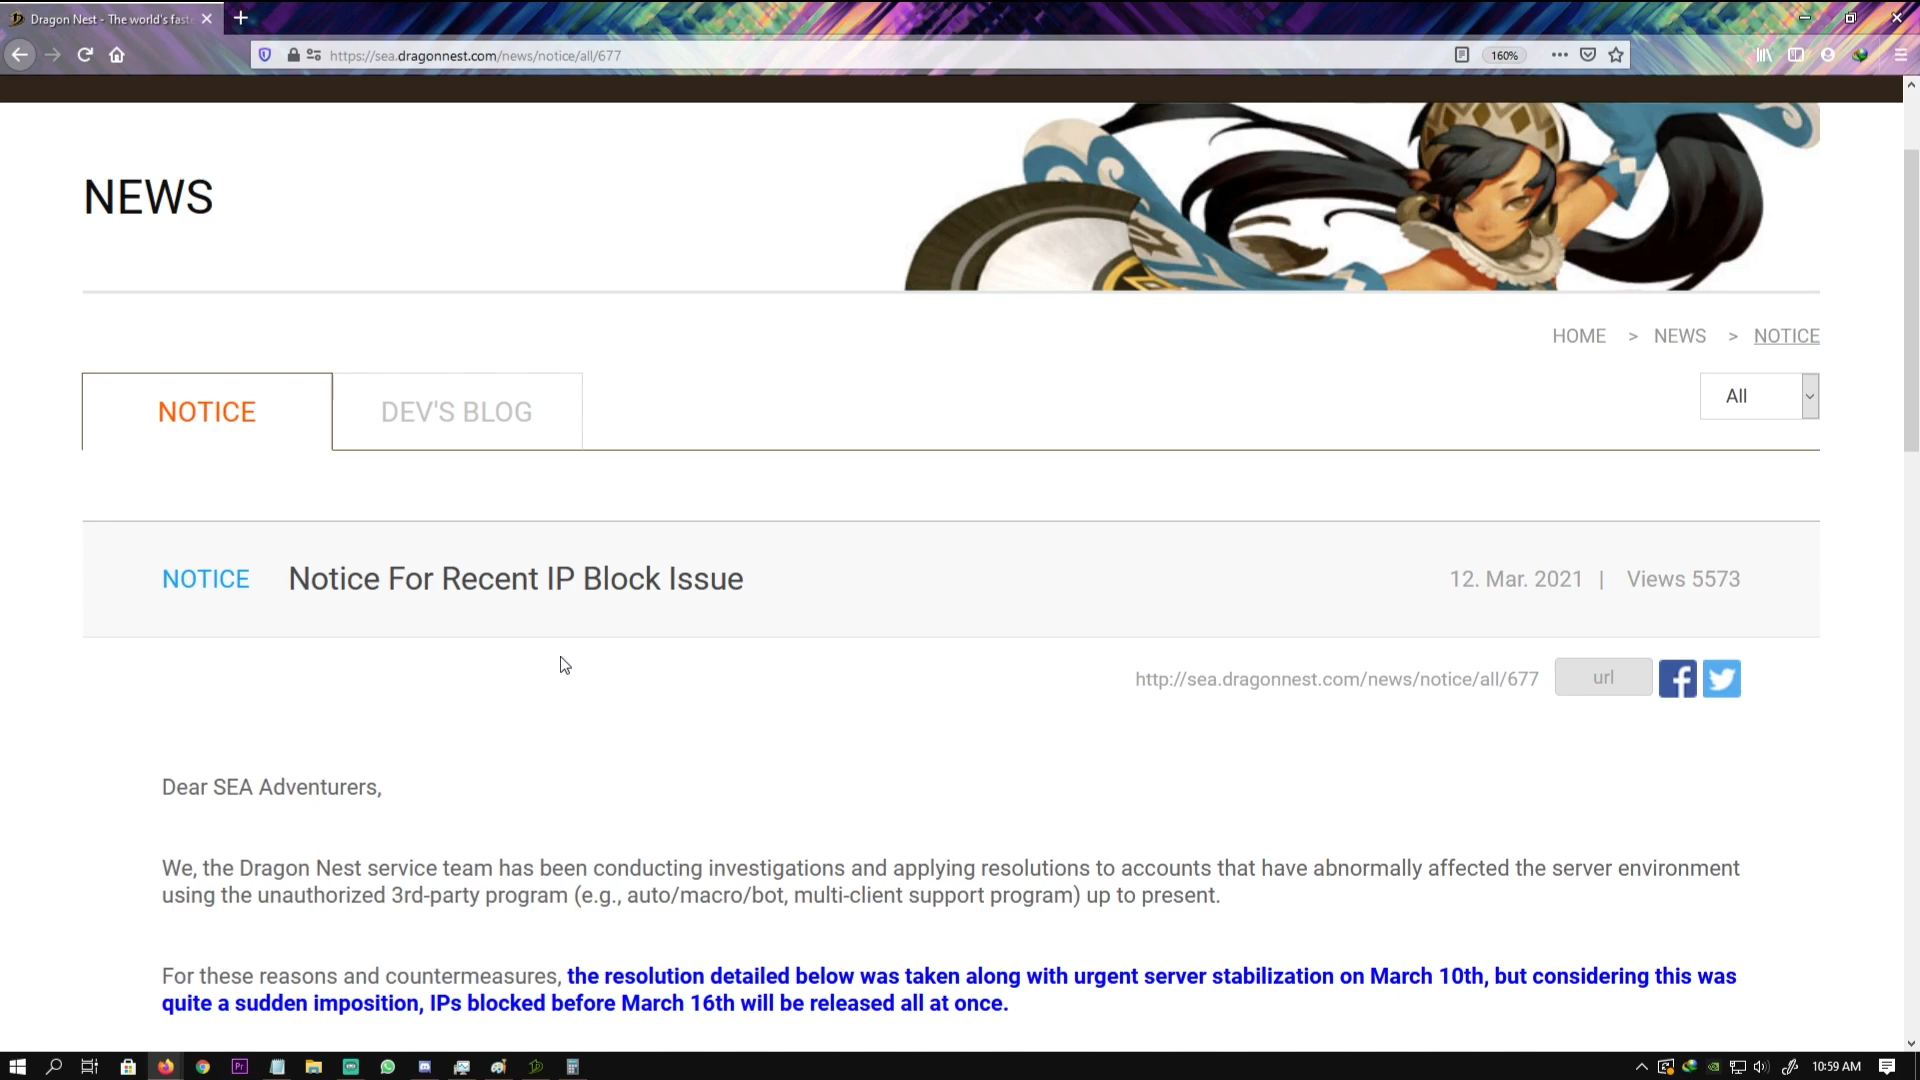 Dragon Nest - The world's faste
https://sea.dragonnest.com/news/notice/all/677
160%
NEWS
HOME > NEWS > NOTICE
NOTICE
DEV'S BLOG
All
NOTICE
Notice For Recent IP Block Issue
12. Mar. 2021 | Views 5573
http://sea.dragonnest.com/news/notice/all/677
url
Dear SEA Adventurers,
We, the Dragon Nest service team has been conducting investigations and applying resolutions to accounts that have abnormally affected the server environment
using the unauthorized 3rd-party program (e.g., auto/macro/bot, multi-client support program) up to present.
For these reasons and countermeasures, the resolution detailed below was taken along with urgent server stabilization on March 10th, but considering this was
quite a sudden imposition, IPs blocked before March 16th will be released all at once.
Pr
10:59 AM